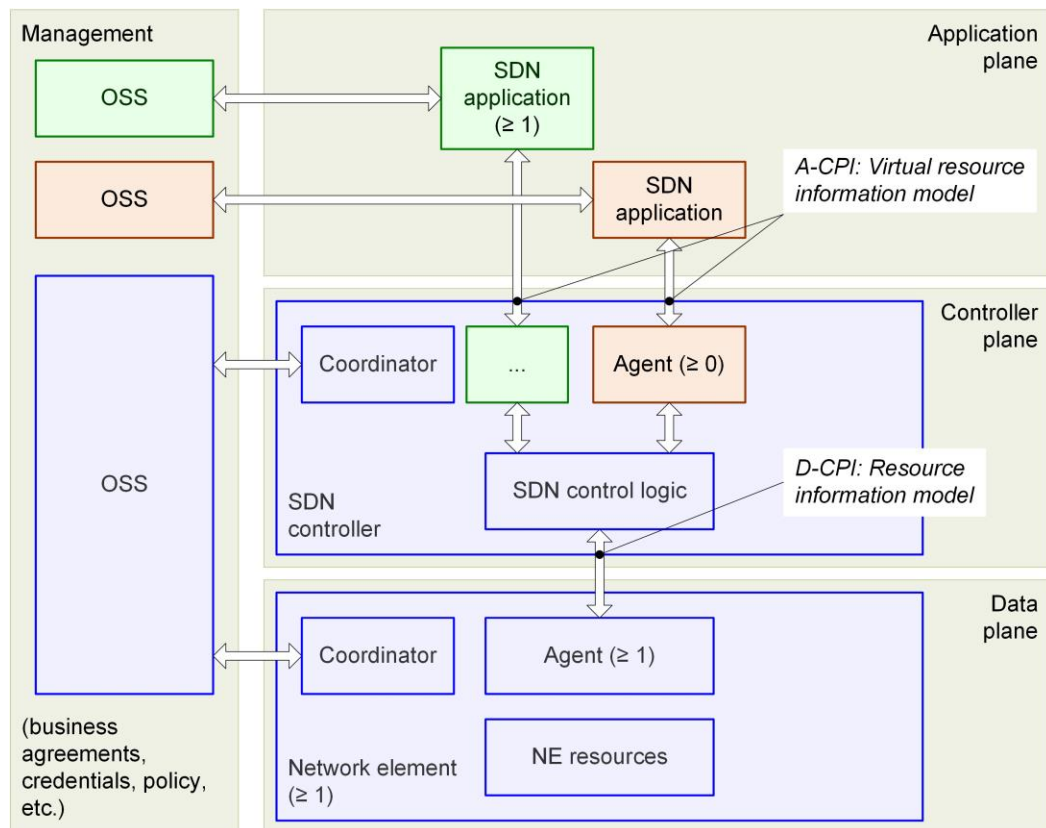 Management
OSS
OSS
OSS
(business
agreements,
credentials, policy,
etc.)
Application
plane
SDN
application
(≥ 1)
SDN
application
A-CPI: Virtual resource
information model
Controller
plane
Coordinator
...
Agent (≥ 0)
SDN control logic
SDN
controller
D-CPI: Resource
information model
Data
plane
Coordinator
Agent (≥ 1)
NE resources
Network element
(≥ 1)